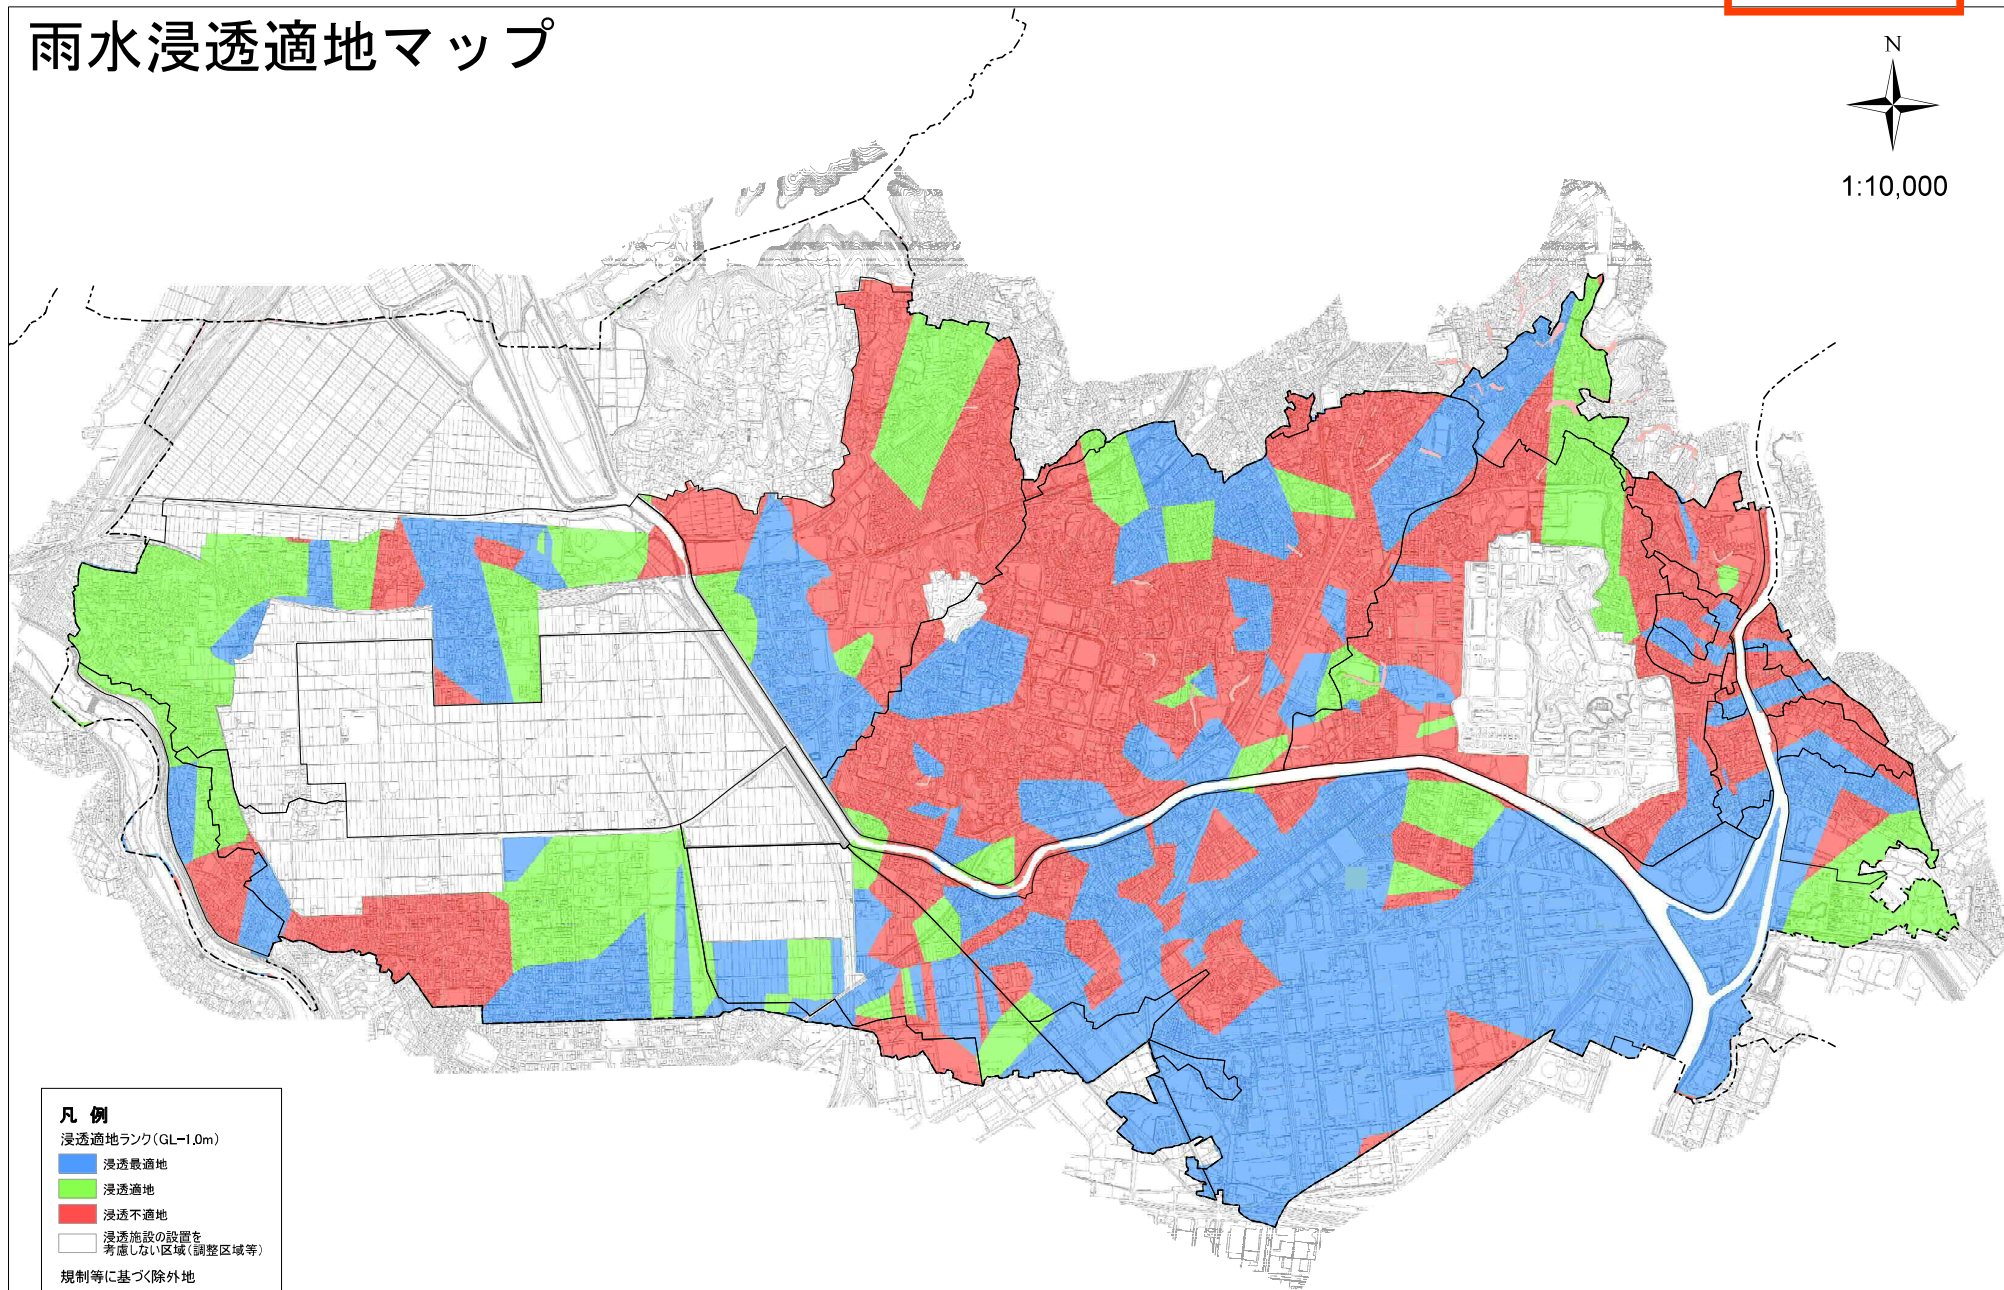 雨水浸透適地マップ
N
1:10,000
凡 例
浸透適地ランク(GL-1.0m)
浸透最適地
浸透適地
浸透不適地
浸透施設の設置を
考慮しない区域(調整区域等)
規制等に基づく除外地